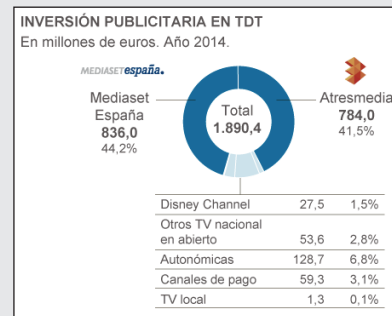 INVERSIÓN PUBLICITARIA EN TDT
En millones de euros. Año 2014.
MEDIASETespaña.
Mediaset
España
836,0
44,2%
Total
1.890,4
Atresmedia
784,0
41,5%
Disney Channel 27,5 1,5%
Otros TV nacional
en abierto 53,6 2,8%
Autonómicas 128,7 6,8%
Canales de pago 59,3 3,1%
TV local 1,3 0,1%